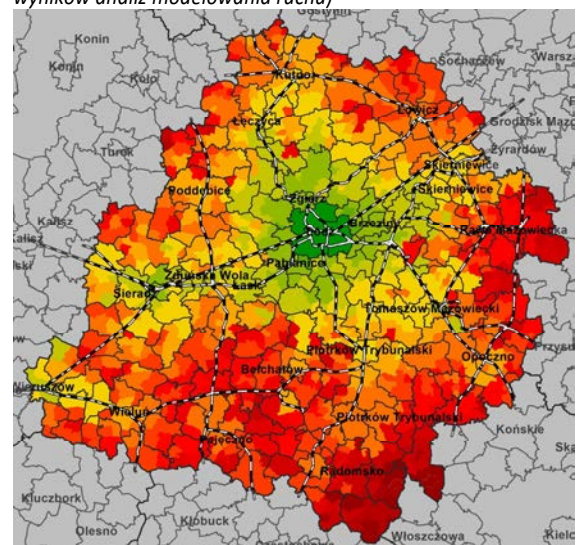 wyników analiz modelowania ruchu)
Gostynin
Konin
Konin
Koło
Kutno
Sochaczew
Warsz
Łowicz
Grodzisk Mazo
Łęczyca
Żyrardów
Turek
Skierniewice
Skierniewice
Poddębice
Zgierz
Brzeziny
Łódź
Rawa Mazowiecka
Kalisz
Kalisz
Pabianice
Zduńska Wola
Łask
Sieradz
Tomaszów Mazowiecki
Piotrków Trybunalski
Opoczno
Przysu
Bełchatów
Wieruszów
Wieluń
Piotrków Trybunalski
Pajęczno
Końskie
Radomsko
Kluczbork
Olesno
Kłobuck
Częstochowa
Włoszczowa
Kielc